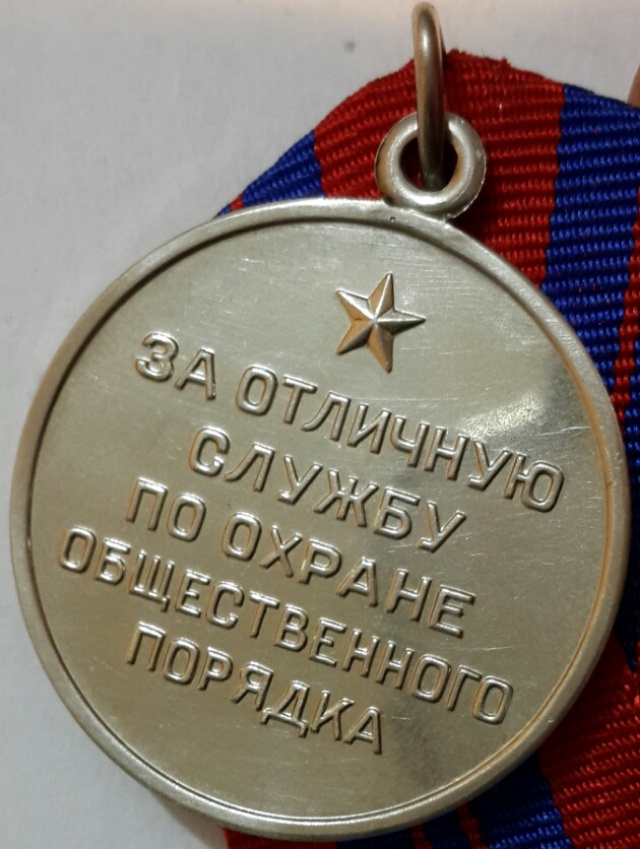 ЗА ОТЛИЧНУЮ
СЛУЖБУ
ПО ОХРАНЕ
ОБЩЕСТВЕННОГО
ПОРЯДКА